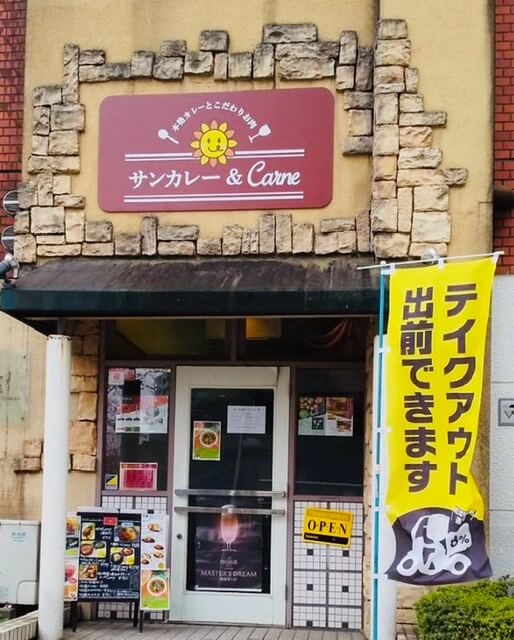 本格カレーとこだわりお肉
サンカレー & Carne
テイクアウト
出前できます
8%
OPEN
MASTER'S DREAM